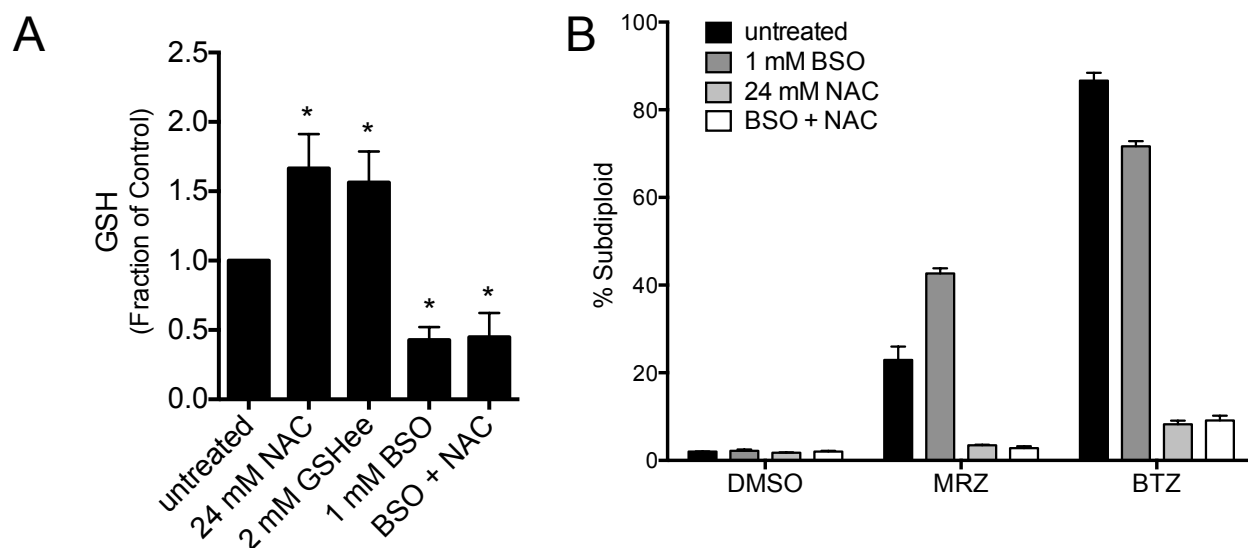 A
GSH
(Fraction of Control)
2.5
2.0
1.5
1.0
0.5
0.0
* * * *
untreated
24 mM NAC
2 mM GSHee
1 mM BSO
BSO + NAC
B
% Subdiploid
100
80
60
40
20
0
untreated
1 mM BSO
24 mM NAC
BSO + NAC
DMSO MRZ BTZ